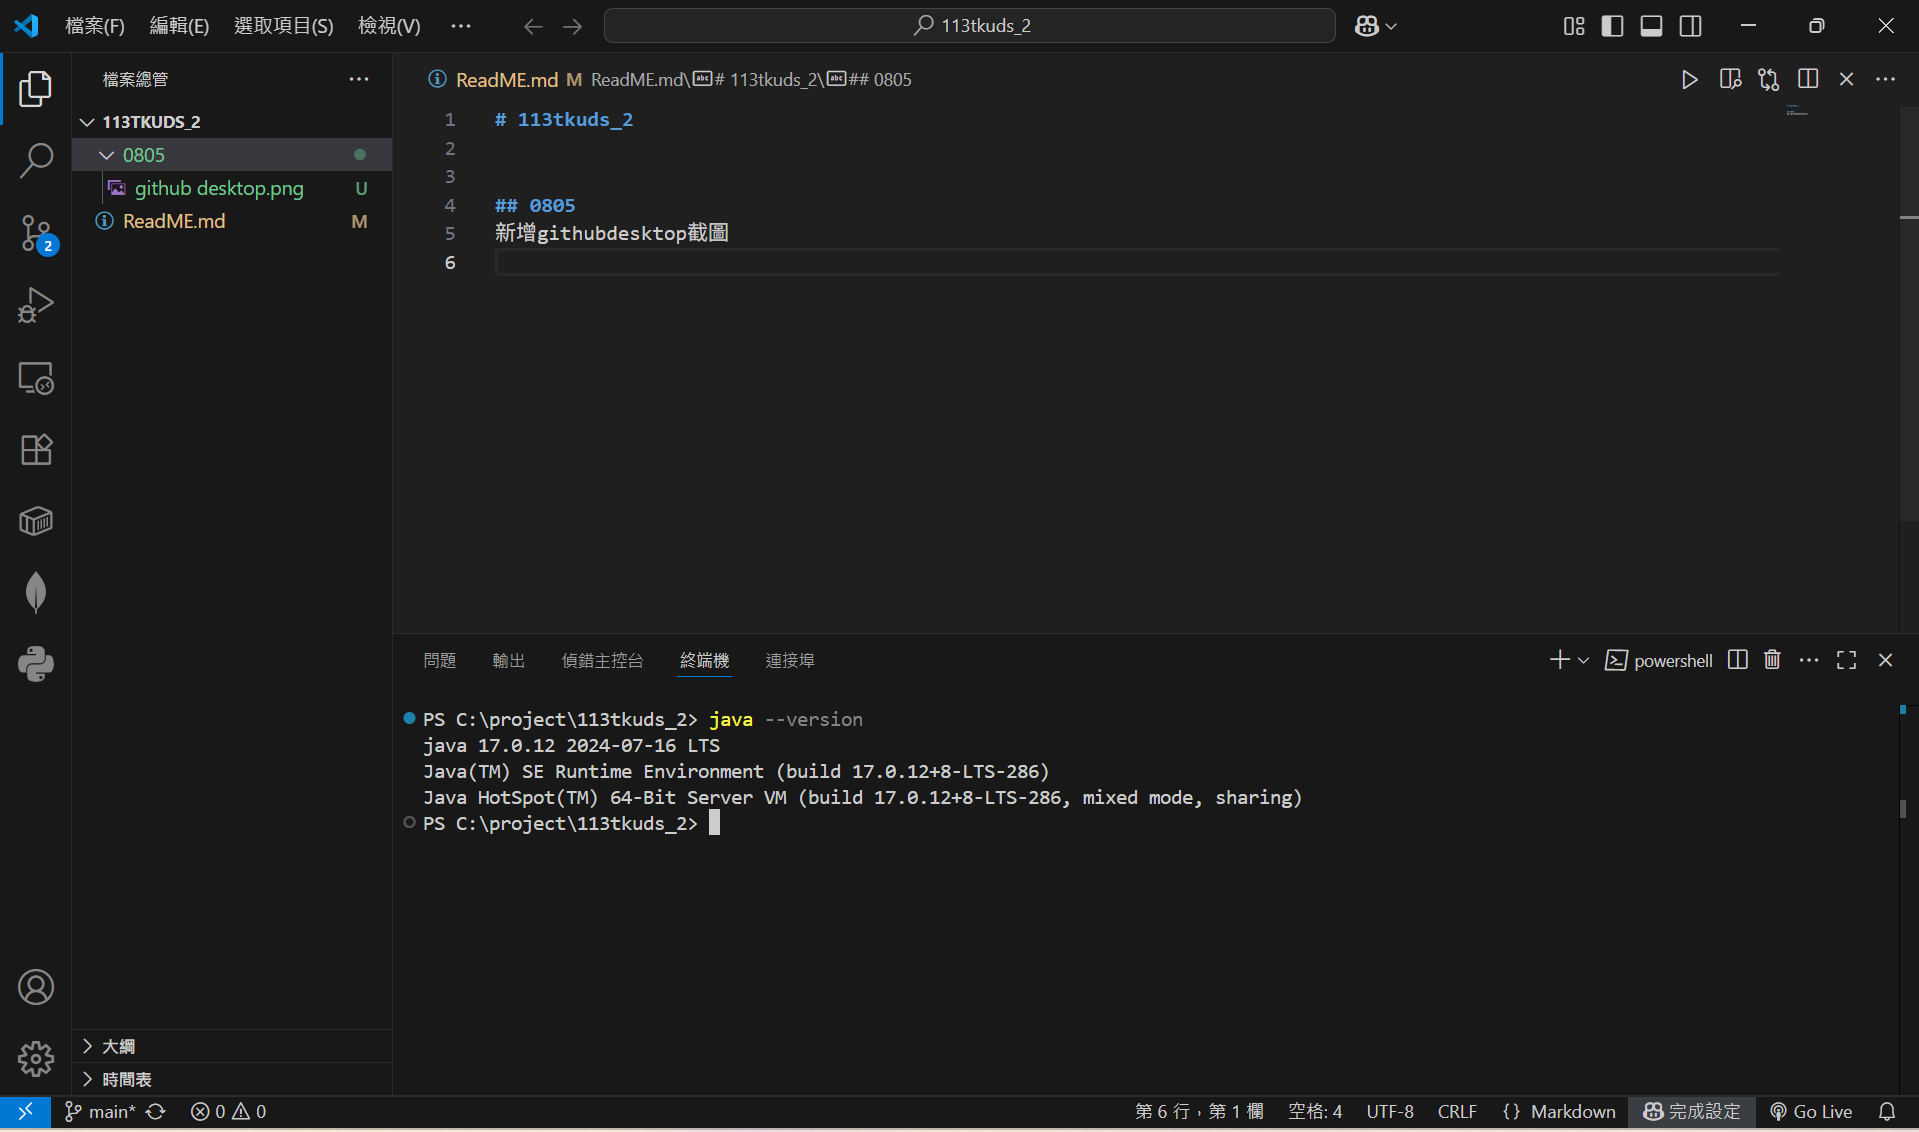 檔案(F) 編輯(E) 選取項目(S) 檢視(V) ··· 113tkuds_2
檔案總管
113TKUDS_2
0805
github desktop.png U
ReadME.md M
大綱
時間表
ReadME.md M ReadME.md\# 113tkuds_2\## 0805
1 # 113tkuds_2
2
3
4 ## 0805
5 新增githubdesktop截圖
6
問題 輸出 偵錯主控台 終端機 連接埠 powershell
PS C:\project\113tkuds_2> java --version
java 17.0.12 2024-07-16 LTS
Java(TM) SE Runtime Environment (build 17.0.12+8-LTS-286)
Java HotSpot(TM) 64-Bit Server VM (build 17.0.12+8-LTS-286, mixed mode, sharing)
PS C:\project\113tkuds_2>
2
main* 0 0 第 6 行，第 1 欄 空格: 4 UTF-8 CRLF {} Markdown 完成設定 Go Live